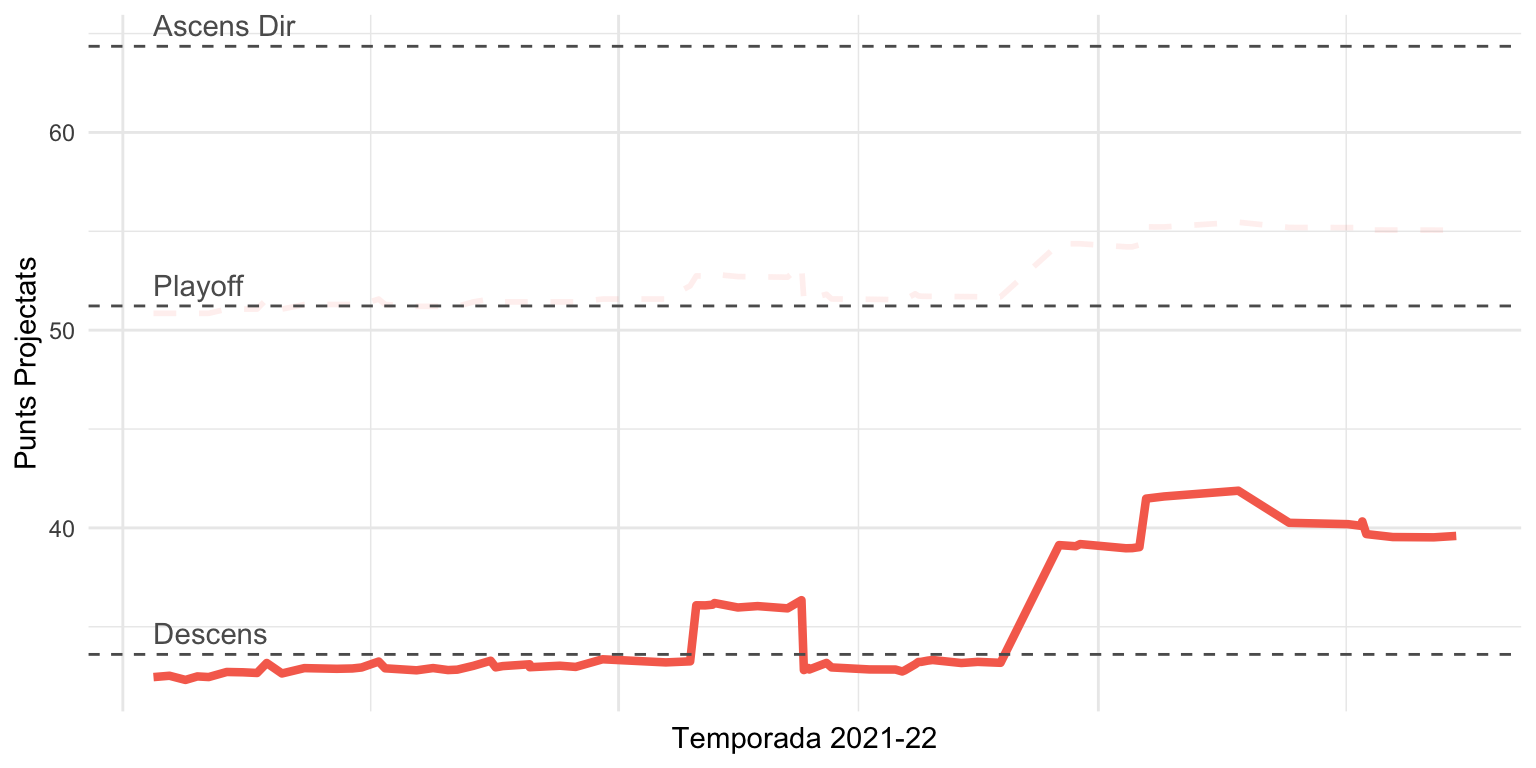 Ascens Dir
60
Playoff
50
Punts Projectats
40
Descens
Temporada 2021-22